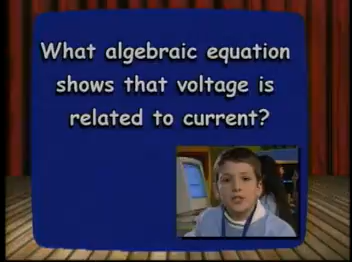 What algebraic equation
shows that voltage is
related to current?